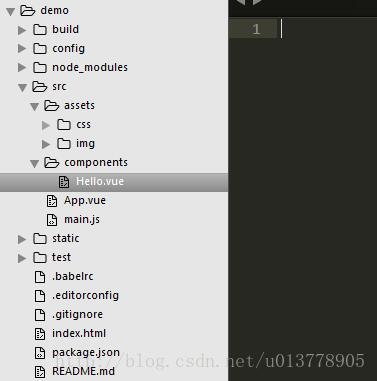 demo
build
config
node_modules
src
assets
css
img
components
Hello.vue
App.vue
main.js
static
test
.babelrc
.editorconfig
.gitignore
index.html
package.json
README.md
1
http://blog.csdn.net/u013778905